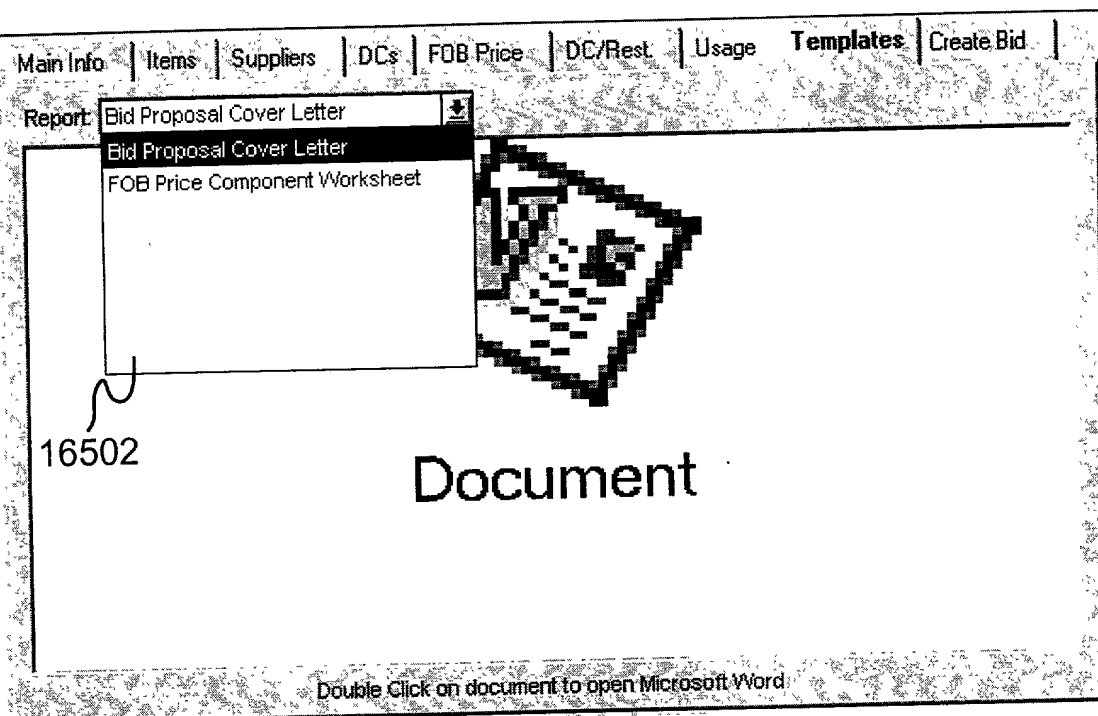 Main Info Items Suppliers DCs FOB Price DC/Rest. Usage Templates Create Bid
Report: Bid Proposal Cover Letter
Bid Proposal Cover Letter
FOB Price Component Worksheet
16502
Document
Double Click on document to open Microsoft Word